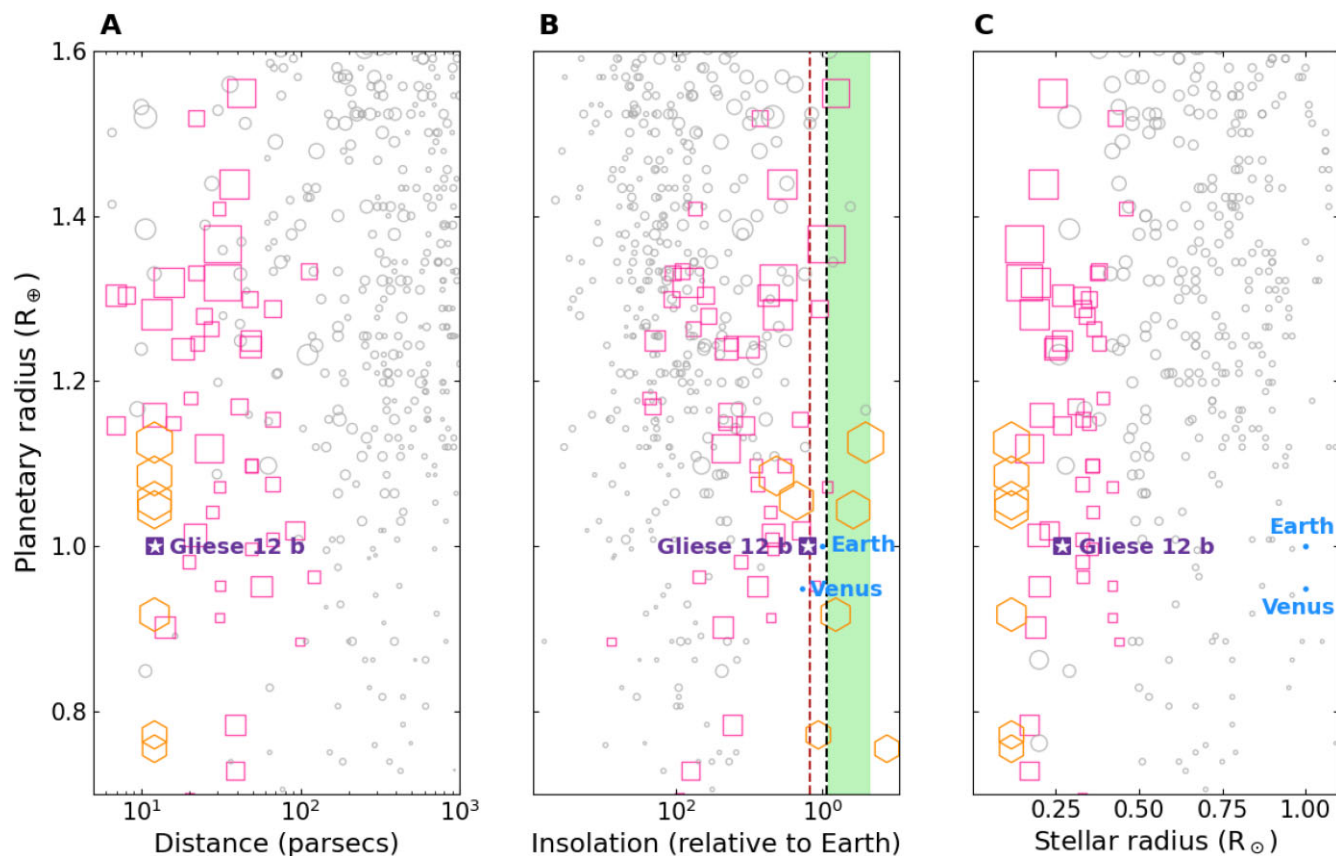 A
B
C
Planetary radius (R⊕)
1.6
1.4
1.2
1.0
0.8
Gliese 12 b
10¹
10²
10³
Distance (parsecs)
Gliese 12 b
Earth
Venus
10²
10⁰
Insolation (relative to Earth)
Earth
Gliese 12 b
Venus
0.25
0.50
0.75
1.00
Stellar radius (R⊙)